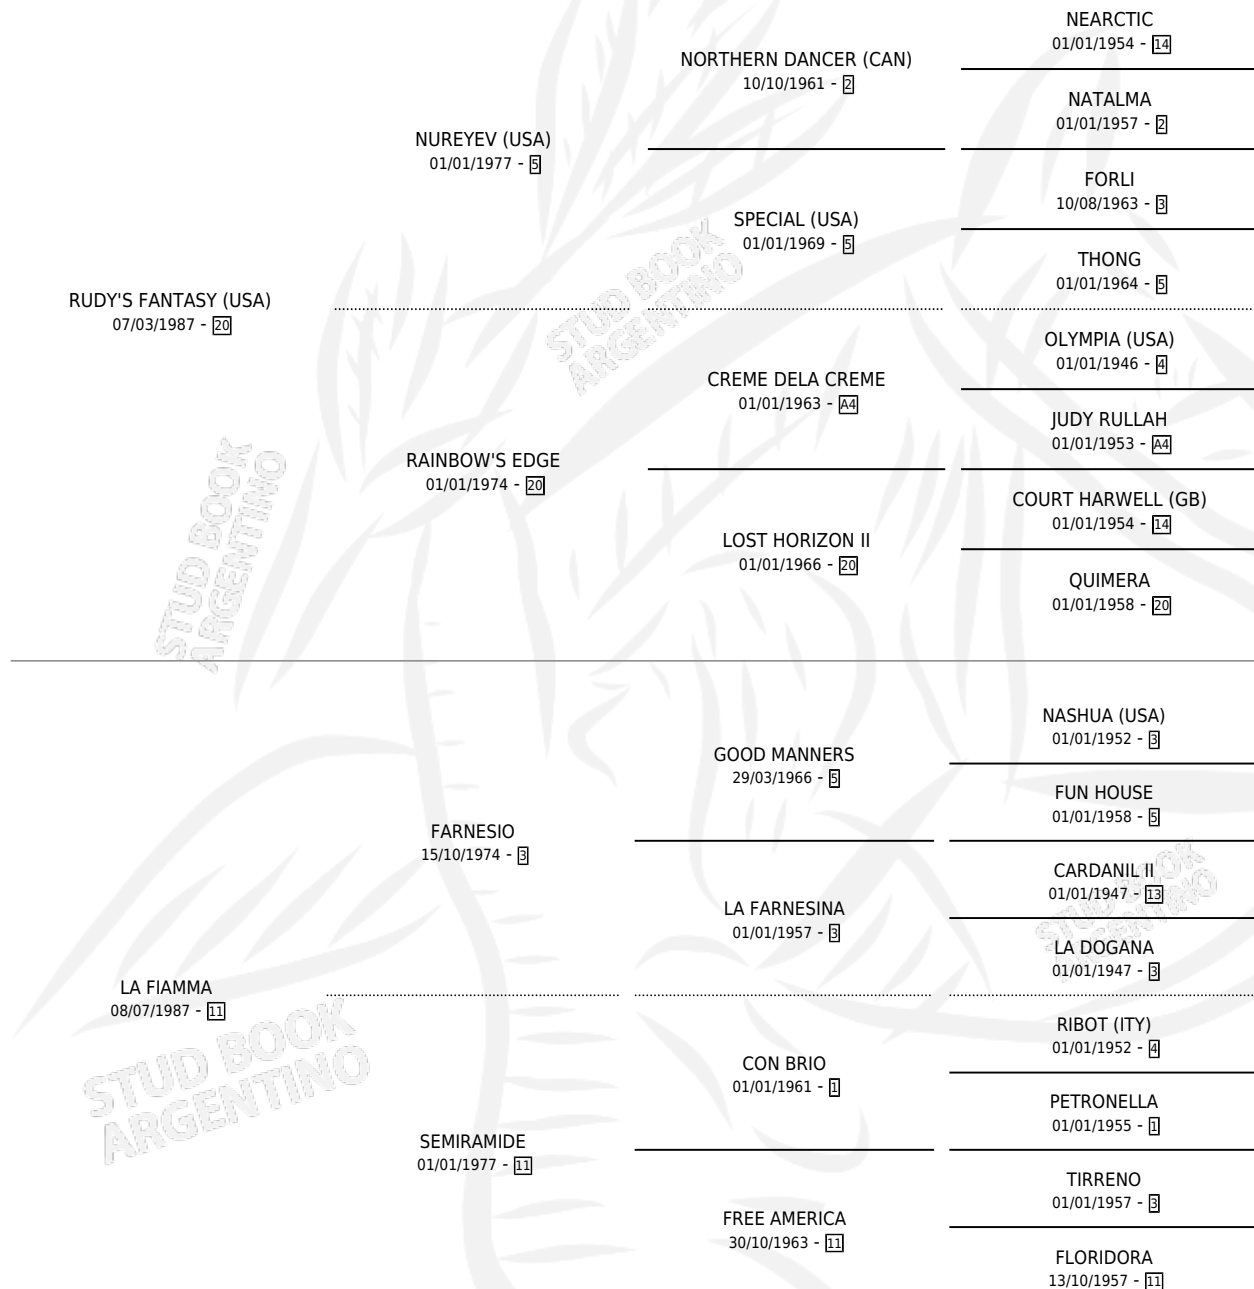 NEARCTIC
01/01/1954 - 14
NORTHERN DANCER (CAN)
10/10/1961 - 2
NATALMA
01/01/1957 - 2
NUREYEV (USA)
01/01/1977 - 5
FORLI
10/08/1963 - 3
SPECIAL (USA)
01/01/1969 - 5
THONG
01/01/1964 - 5
RUDY'S FANTASY (USA)
07/03/1987 - 20
OLYMPIA (USA)
01/01/1946 - 4
CREME DELA CREME
01/01/1963 - A4
JUDY RULLAH
01/01/1953 - A4
RAINBOW'S EDGE
01/01/1974 - 20
COURT HARWELL (GB)
01/01/1954 - 14
LOST HORIZON II
01/01/1966 - 20
QUIMERA
01/01/1958 - 20
STUD BOOK
ARGENTINO
STUD BOOK
ARGENTINO
NASHUA (USA)
01/01/1952 - 3
GOOD MANNERS
29/03/1966 - 5
FUN HOUSE
01/01/1958 - 5
FARNESIO
15/10/1974 - 3
CARDANIL II
01/01/1947 - 13
LA FARNESINA
01/01/1957 - 3
LA DOGANA
01/01/1947 - 3
LA FIAMMA
08/07/1987 - 11
RIBOT (ITY)
01/01/1952 - 4
CON BRIO
01/01/1961 - 1
PETRONELLA
01/01/1955 - 1
SEMIRAMIDE
01/01/1977 - 11
TIRRENO
01/01/1957 - 3
FREE AMERICA
30/10/1963 - 11
FLORIDORA
13/10/1957 - 11
STUD BOOK
ARGENTINO
STUD BOOK
ARGENTINO